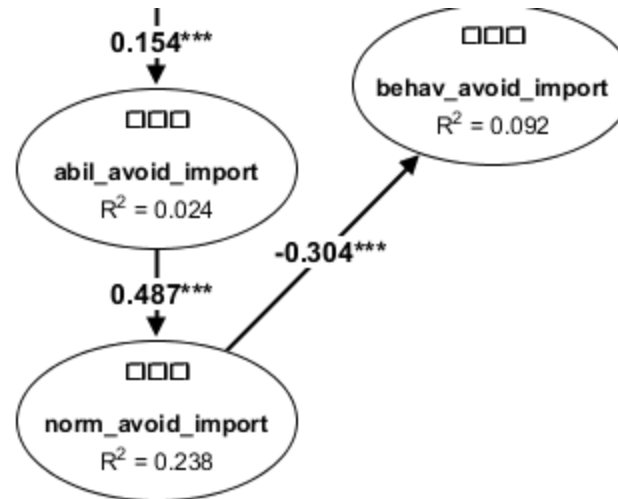 0.154***
□□□
abil_avoid_import
R² = 0.024
0.487***
□□□
norm_avoid_import
R² = 0.238
-0.304***
□□□
behav_avoid_import
R² = 0.092